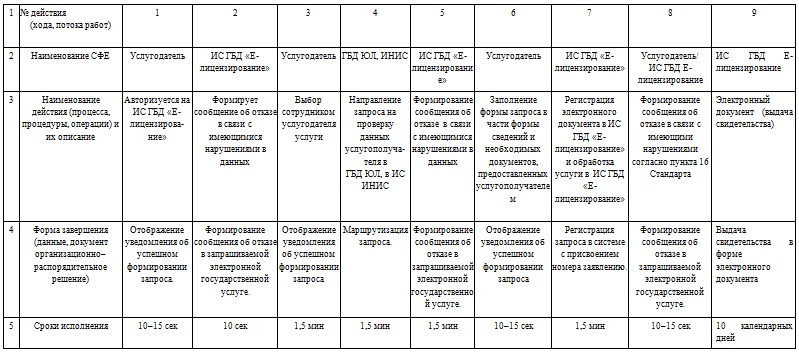 1
№ действия
(хода, потока работ)
1
2
3
4
5
6
7
8
9
2
Наименование СФЕ
Услугодатель
ИС ГБД «Е-
лицензирование»
Услугодатель
ГБД ЮЛ, ИНИС
ИС ГБД «Е-
лицензировани
е»
Услугодатель
ИС ГБД «Е-
лицензирование»
Услугодатель/
ИС ГБД Е-
лицензирование
ИС ГБД Е-
лицензирование
3
Наименование
действия (процесса,
процедуры, операции) и
их описание
Авторизуется на
ИС ГБД «Е-
лицензирова-
ние»
Формирует
сообщение об отказе
в связи с
имеющимися
нарушениями в
данных
Выбор
сотрудником
услугодателя
услуги
Направление
запроса на
проверку
данных
услугополуча-
теля в
ГБД ЮЛ, в ИС
ИНИС
Формирование
сообщения об
отказе в связи
с имеющимися
нарушениями в
данных
Заполнение
формы запроса в
части формы
сведений и
необходимых
документов,
предоставленных
услугополучателе
м
Регистрация
электронного
документа в ИС
ГБД «Е-
лицензирование»
и обработка
услуги в ИС ГБД
«Е-
лицензирование»
Формирование
сообщения об
отказе в связи с
имеющими
нарушениями
согласно пункта 16
Стандарта
Электронный
документ (выдача
свидетельства)
4
Форма завершения
(данные, документ
организационно–
распорядительное
решение)
Отображение
уведомления об
успешном
формировании
запроса.
Формирование
сообщения об отказе
в запрашиваемой
электронной
государственной
услуге.
Отображение
уведомления об
успешном
формировании
запроса
Маршрутизация
запроса.
Формирование
сообщения об
отказе в
запрашиваемой
электронной
государственно
й услуге.
Отображение
уведомления об
успешном
формировании
запроса
Регистрация
запроса в системе
с присвоением
номера заявлению.
Формирование
сообщения об
отказе в
запрашиваемой
электронной
государственной
услуге.
Выдача
свидетельства в
форме
электронного
документа
5
Сроки исполнения
10–15 сек
10 сек
1,5 мин
1,5 мин
1,5 мин
10–15 сек
1,5 мин
10–15 сек
10 календарных
дней